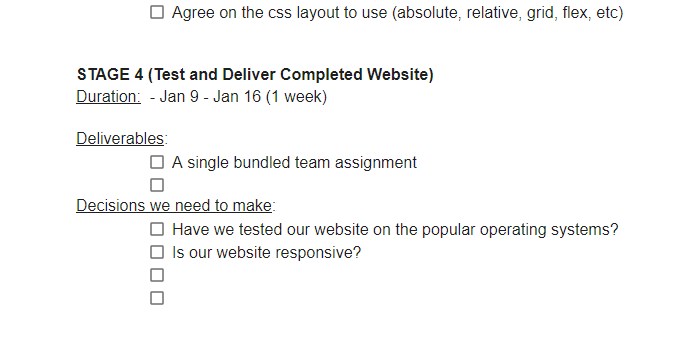 Agree on the css layout to use (absolute, relative, grid, flex, etc)
STAGE 4 (Test and Deliver Completed Website)
Duration:  - Jan 9 - Jan 16 (1 week)
Deliverables:
A single bundled team assignment
Decisions we need to make:
Have we tested our website on the popular operating systems?
Is our website responsive?